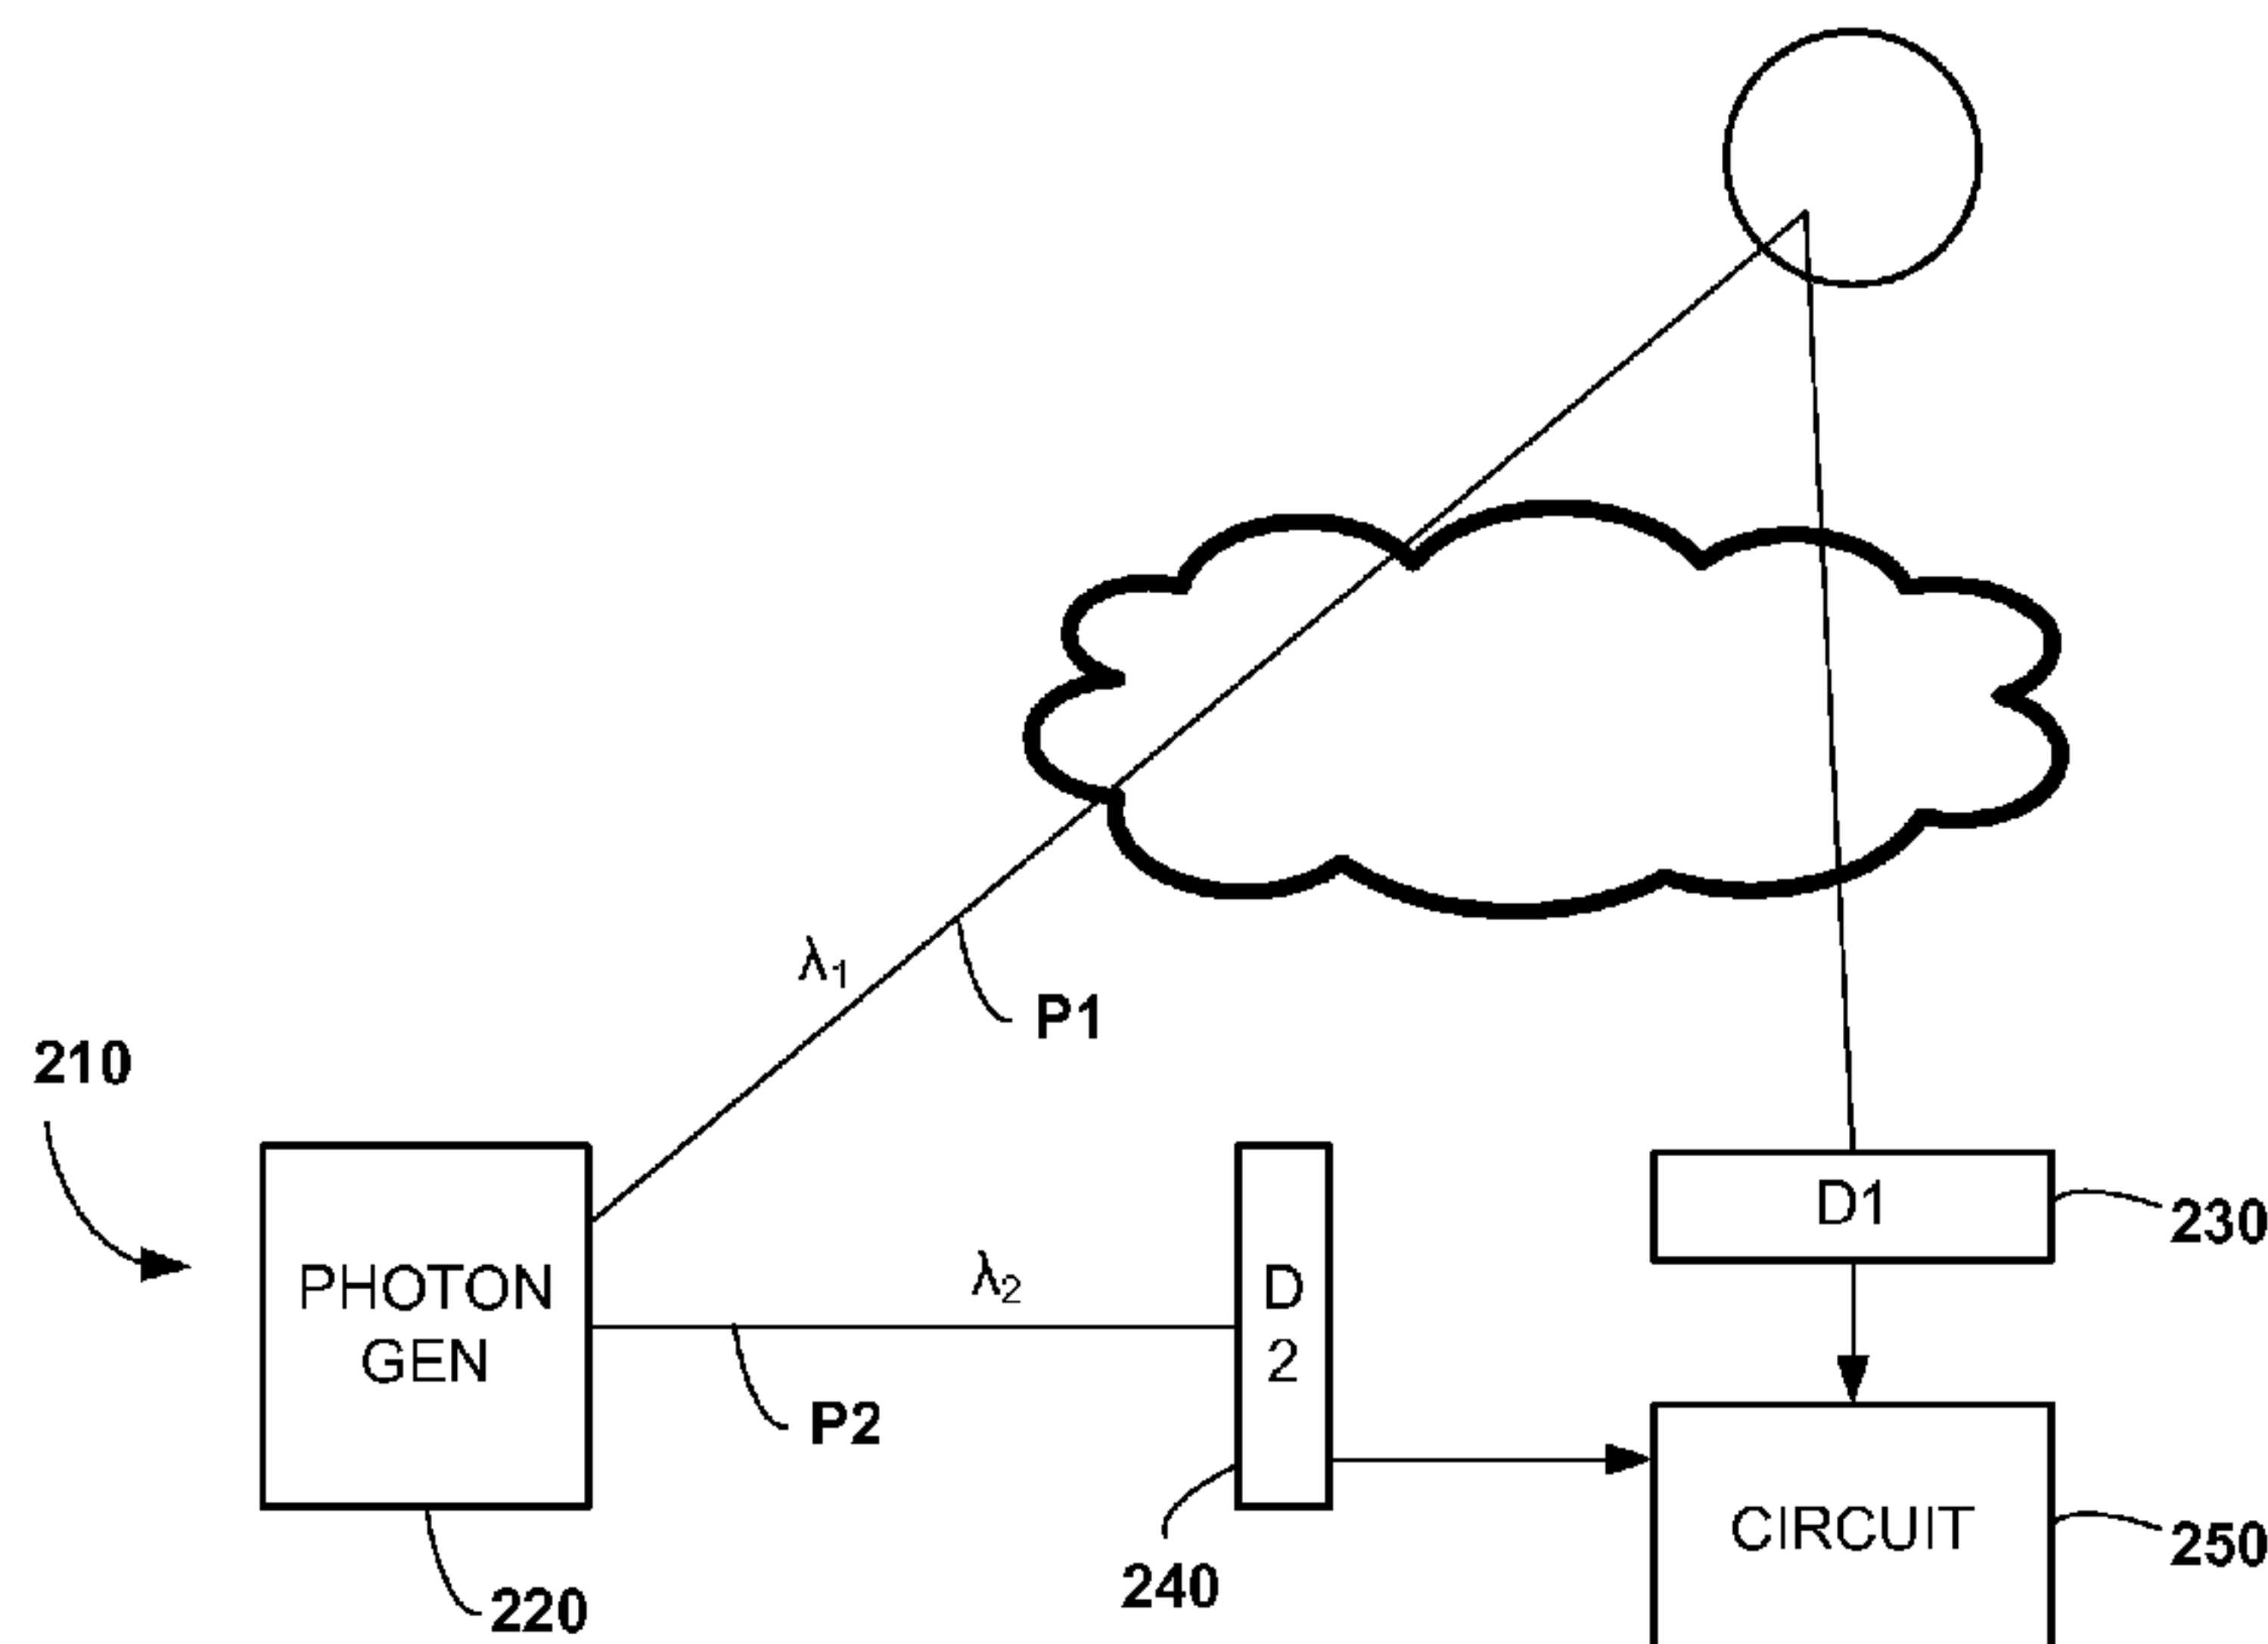 λ1
P1
210
D1
230
PHOTON
GEN
λ2
D
2
P2
CIRCUIT
240
250
220